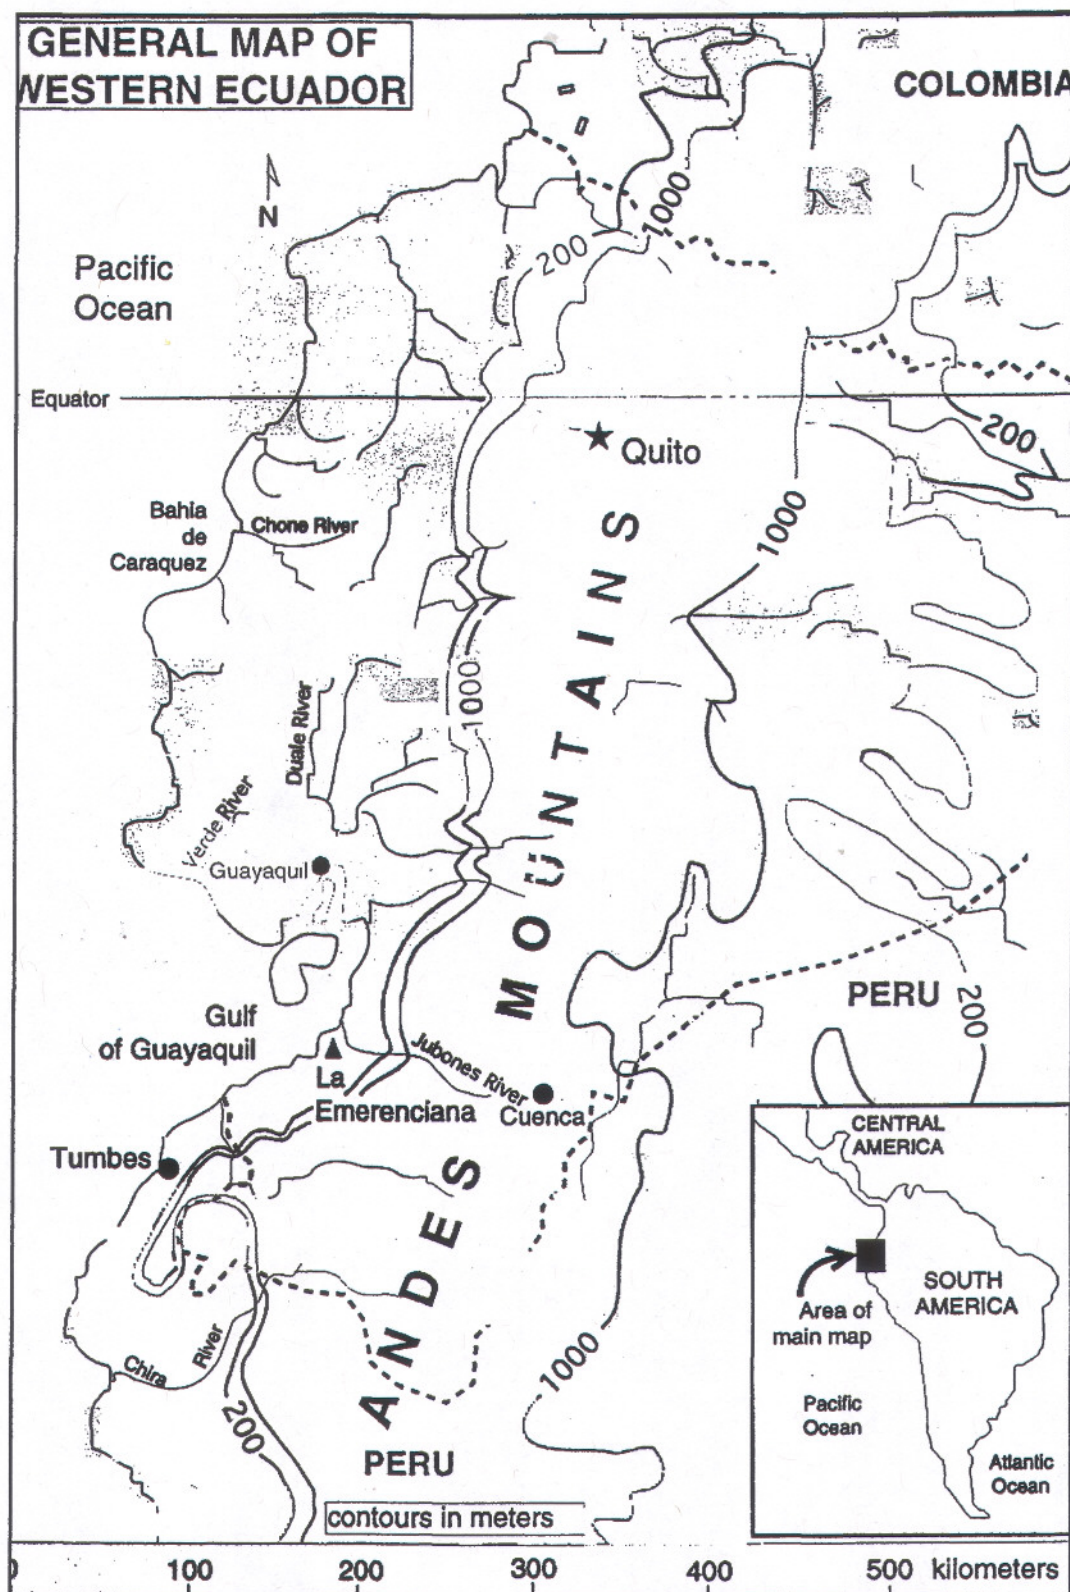 GENERAL MAP OF
WESTERN ECUADOR
COLOMBIA
N
1000
200
Pacific
Ocean
Equator
Quito
200
1000
Bahia
de
Caraquez
Chone River
MOUNTAINS
1000
Duale River
Verde River
Guayaquil
PERU
200
Gulf
of Guayaquil
Jubones River
La
Emerenciana
Cuenca
Tumbes
ANDES
Chira River
200
1000
PERU
contours in meters
CENTRAL
AMERICA
SOUTH
AMERICA
Area of
main map
Pacific
Ocean
Atlantic
Ocean
0 100 200 300 400 500 kilometers